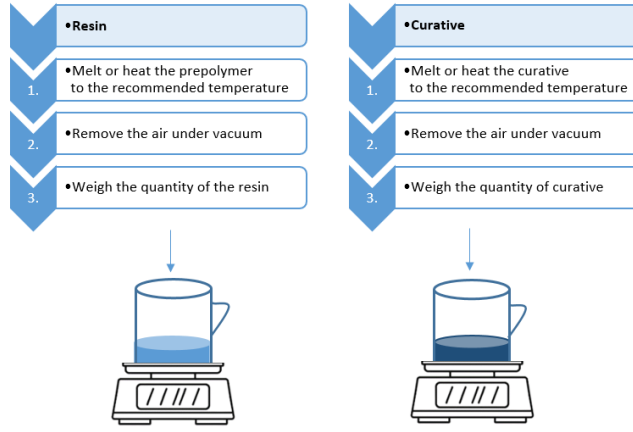 •Resin
1.
•Melt or heat the prepolymer
to the recommended temperature
2.
•Remove the air under vacuum
3.
•Weigh the quantity of the resin
•Curative
1.
•Melt or heat the curative
to the recommended temperature
2.
•Remove the air under vacuum
3.
•Weigh the quantity of curative